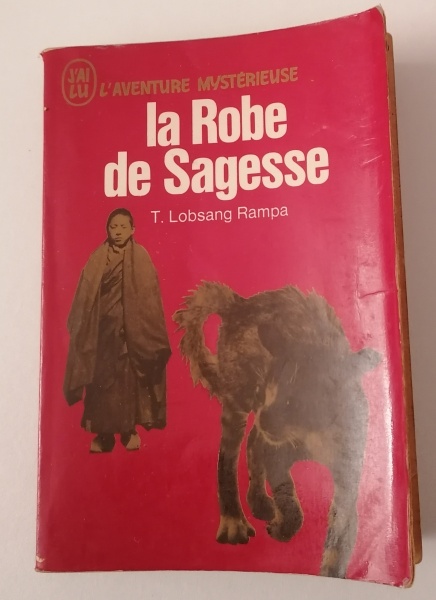 J'AI
LU
L'AVENTURE MYSTÉRIEUSE
la Robe
de Sagesse
T. Lobsang Rampa